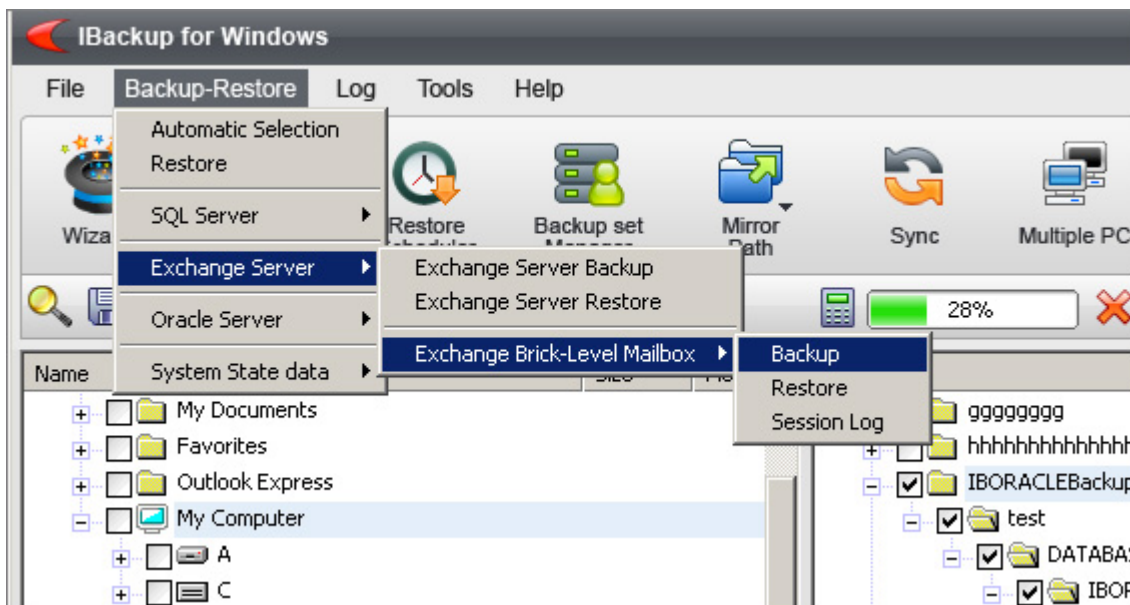 IBackup for Windows
File Backup-Restore Log Tools Help
Automatic Selection
Restore
SQL Server
Exchange Server
Oracle Server
System State data
Exchange Server Backup
Exchange Server Restore
Exchange Brick-Level Mailbox
Backup
Restore
Session Log
Restore
Backup set
Mirror
Path
Sync
Multiple PC
28%
Name
My Documents
Favorites
Outlook Express
My Computer
A
C
gggggggg
IBORACLEBackup
test